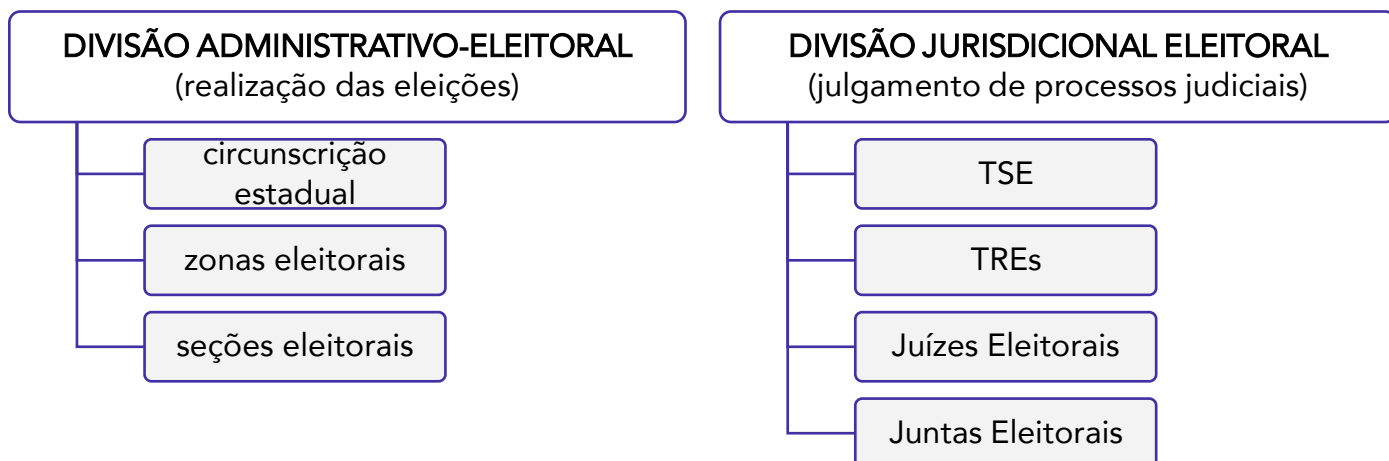 DIVISÃO ADMINISTRATIVO-ELEITORAL
(realização das eleições)
circunscrição
estadual
zonas eleitorais
seções eleitorais
DIVISÃO JURISDICIONAL ELEITORAL
(julgamento de processos judiciais)
TSE
TREs
Juízes Eleitorais
Juntas Eleitorais